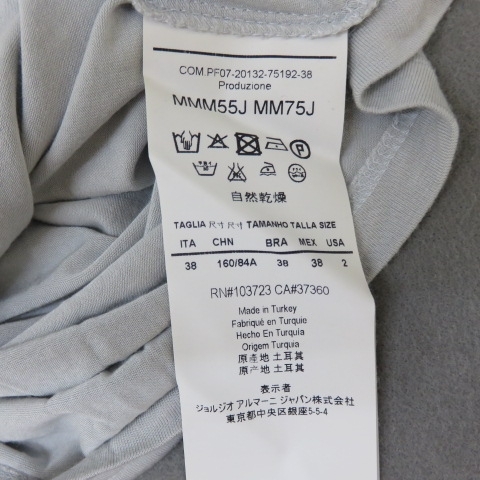 COM.PF07-20132-75192-38
Produzione
MMM55J MM75J
自然乾燥
TAGLIA 尺寸 尺寸 TAMANHO TALLA SIZE
ITA CHN BRA MEX USA
38 160/84A 38 38 2
RN#103723 CA#37360
Made in Turkey
Fabriqué en Turquie
Hecho En Turquía
Origem Turquia
原產地 土耳其
原产地 土耳其
表示者
ジョルジオ アルマーニ ジャパン株式会社
東京都中央区銀座5-5-4